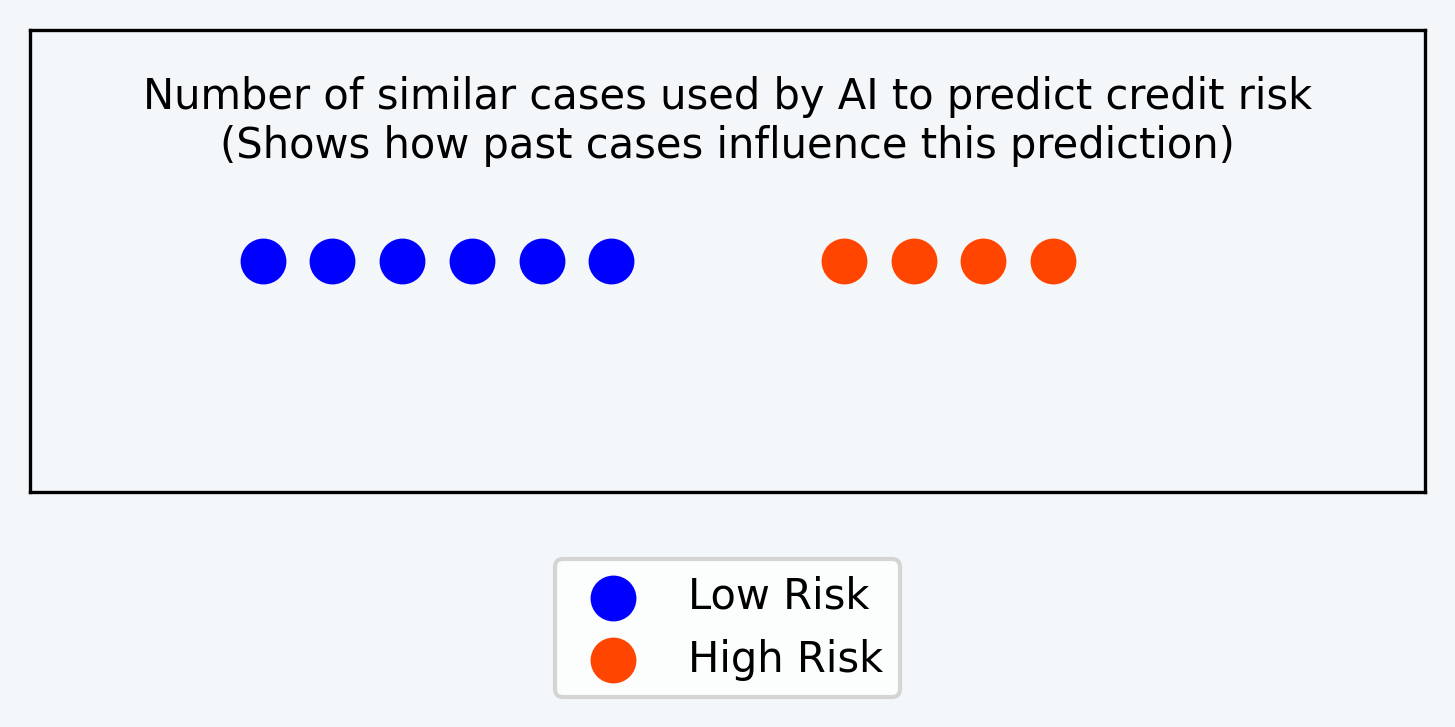 Number of similar cases used by AI to predict credit risk
(Shows how past cases influence this prediction)
Low Risk
High Risk